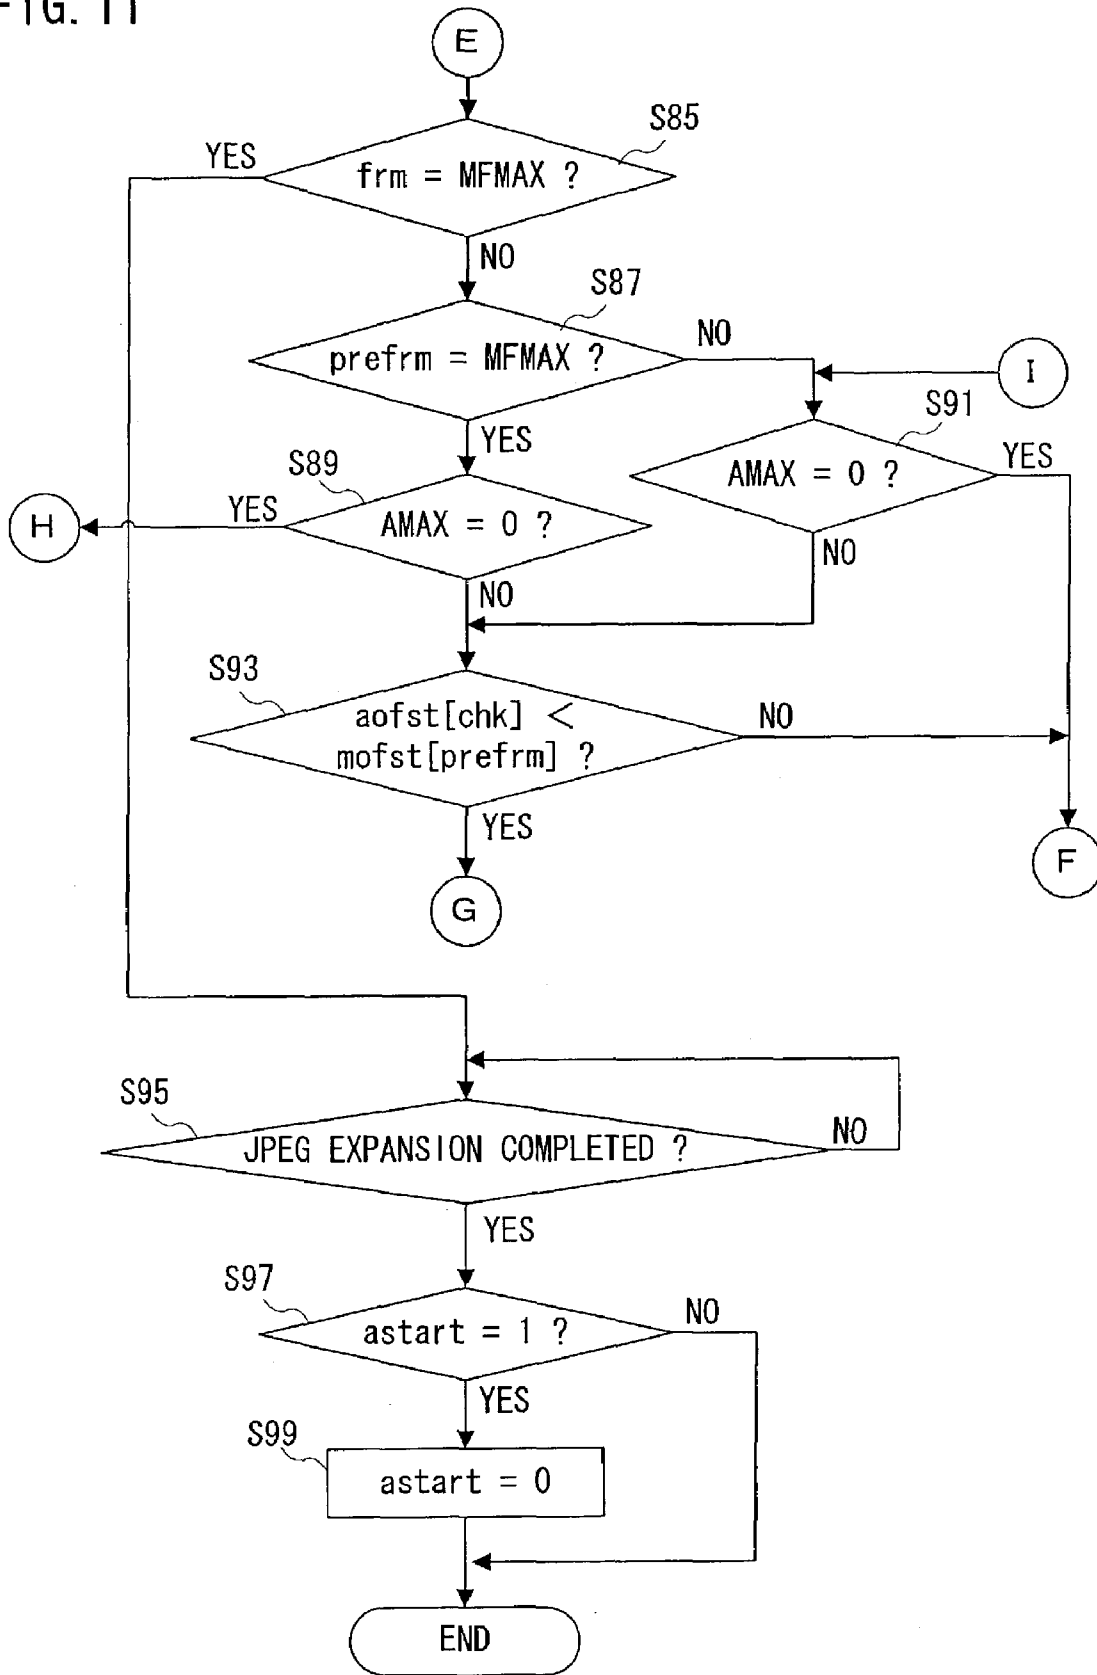 FIG. 11
E
S85
YES
frm = MFMAX ?
NO
S87
prefrm = MFMAX ?
NO
I
YES
S91
AMAX = 0 ?
YES
NO
S89
H
YES
AMAX = 0 ?
NO
S93
aofst[chk] <
mofst[prefrm] ?
NO
YES
F
G
S95
JPEG EXPANSION COMPLETED ?
NO
YES
S97
astart = 1 ?
NO
YES
S99
astart = 0
END